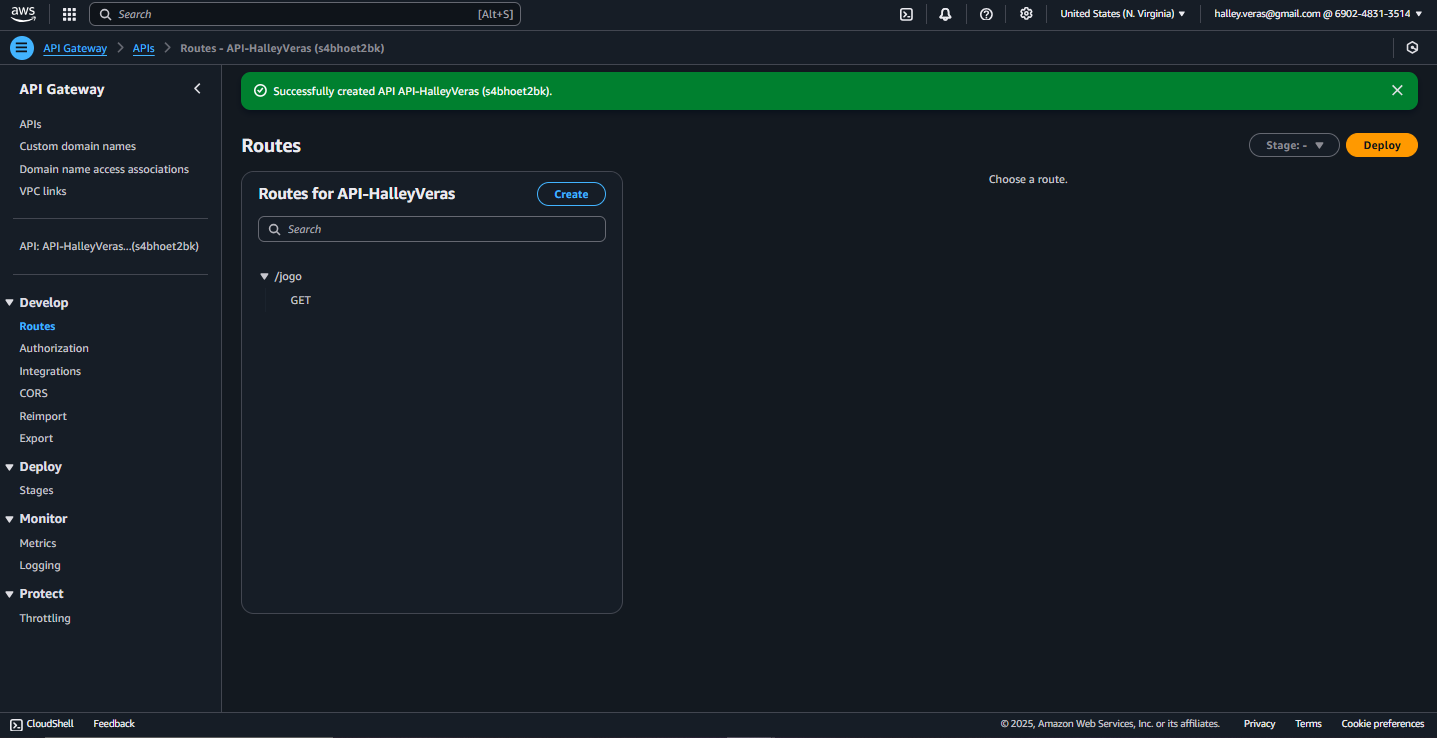 aws
Search [Alt+S]
United States (N. Virginia)
halley.veras@gmail.com @ 6902-4831-3514
API Gateway
APIs
Routes - API-HalleyVeras (s4bhoet2bk)
API Gateway
APIs
Custom domain names
Domain name access associations
VPC links
API: API-HalleyVeras...(s4bhoet2bk)
Develop
Routes
Authorization
Integrations
CORS
Reimport
Export
Deploy
Stages
Monitor
Metrics
Logging
Protect
Throttling
Successfully created API API-HalleyVeras (s4bhoet2bk).
Routes
Stage: -
Deploy
Routes for API-HalleyVeras
Create
Search
/jogo
GET
Choose a route.
CloudShell
Feedback
© 2025, Amazon Web Services, Inc. or its affiliates.
Privacy
Terms
Cookie preferences